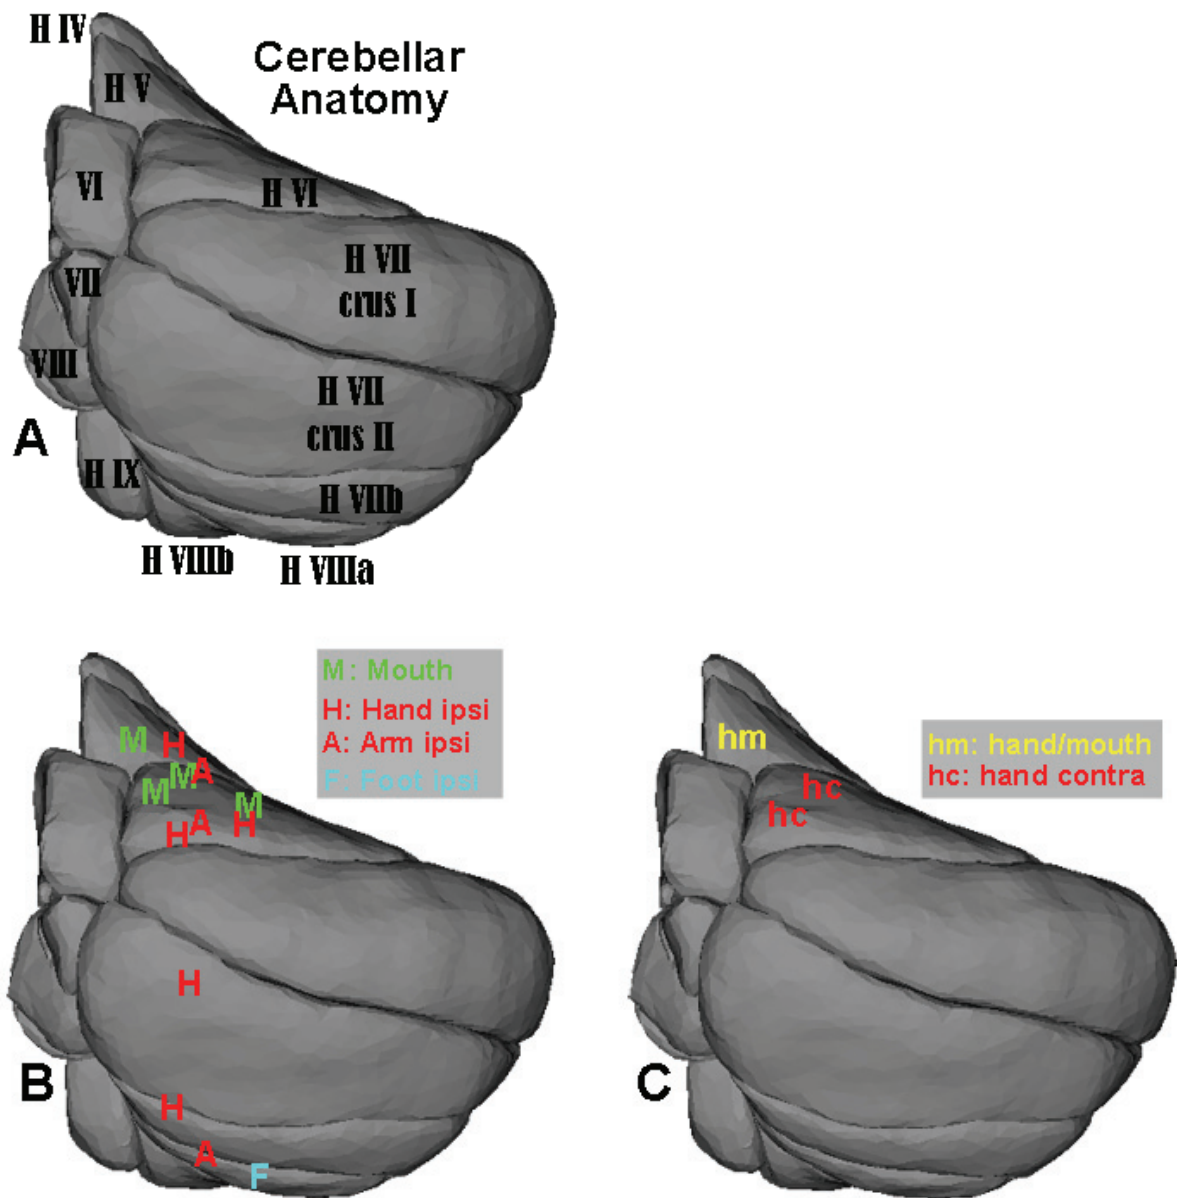 H IV
Cerebellar
Anatomy
H V
VI
H VI
H VII
crus I
VII
VIII
H VII
crus II
A
H IX
H VIIb
H VIIIb
H VIIIa
M: Mouth
H: Hand ipsi
A: Arm ipsi
F: Foot ipsi
M
H
A
M
M
M
H
A
H
H
B
H
A
F
hm
hm: hand/mouth
hc: hand contra
hc
hc
C